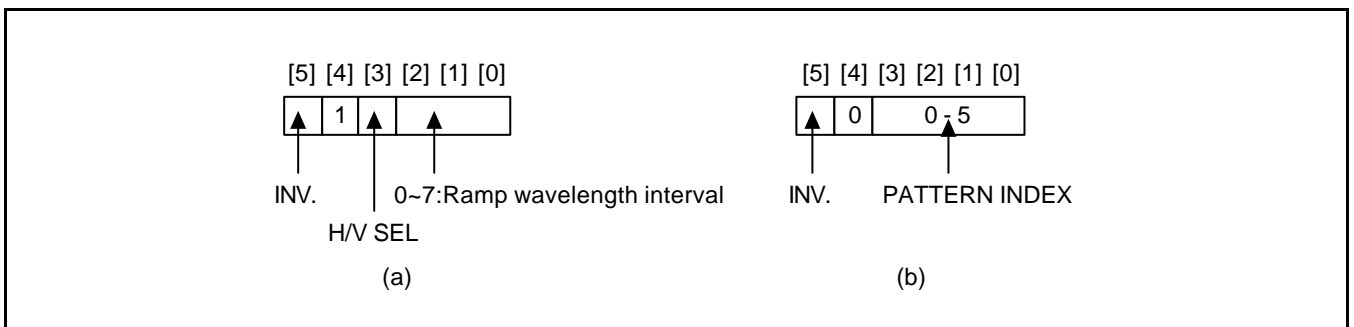 [5] [4] [3] [2] [1] [0] [5] [4] [3] [2] [1] [0]
1 0 0 - 5
INV. 0~7:Ramp wavelength interval INV. PATTERN INDEX
H/V SEL
(a) (b)